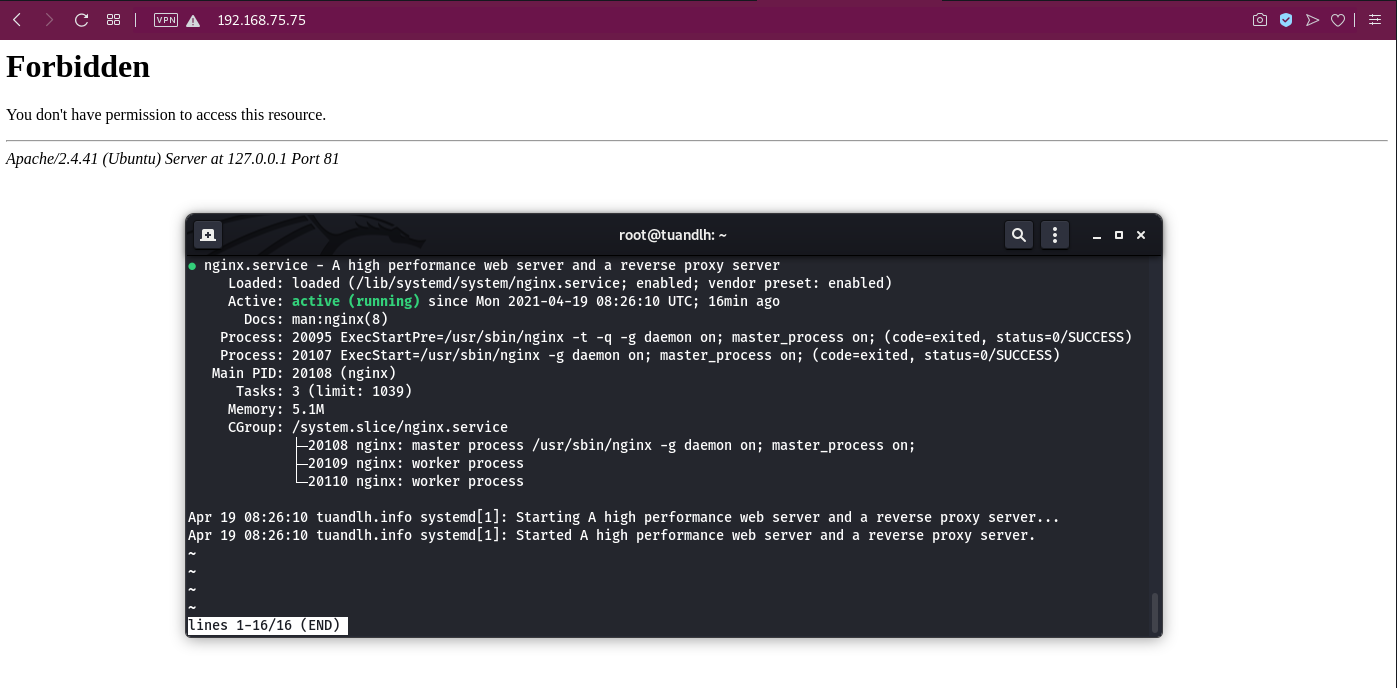 VPN 192.168.75.75
Forbidden
You don't have permission to access this resource.
Apache/2.4.41 (Ubuntu) Server at 127.0.0.1 Port 81
root@tuandlh: ~
● nginx.service - A high performance web server and a reverse proxy server
Loaded: loaded (/lib/systemd/system/nginx.service; enabled; vendor preset: enabled)
Active: active (running) since Mon 2021-04-19 08:26:10 UTC; 16min ago
Docs: man:nginx(8)
Process: 20095 ExecStartPre=/usr/sbin/nginx -t -q -g daemon on; master_process on; (code=exited, status=0/SUCCESS)
Process: 20107 ExecStart=/usr/sbin/nginx -g daemon on; master_process on; (code=exited, status=0/SUCCESS)
Main PID: 20108 (nginx)
Tasks: 3 (limit: 1039)
Memory: 5.1M
CGroup: /system.slice/nginx.service
├─20108 nginx: master process /usr/sbin/nginx -g daemon on; master_process on;
├─20109 nginx: worker process
└─20110 nginx: worker process
Apr 19 08:26:10 tuandlh.info systemd[1]: Starting A high performance web server and a reverse proxy server...
Apr 19 08:26:10 tuandlh.info systemd[1]: Started A high performance web server and a reverse proxy server.
~
~
~
~
lines 1-16/16 (END)